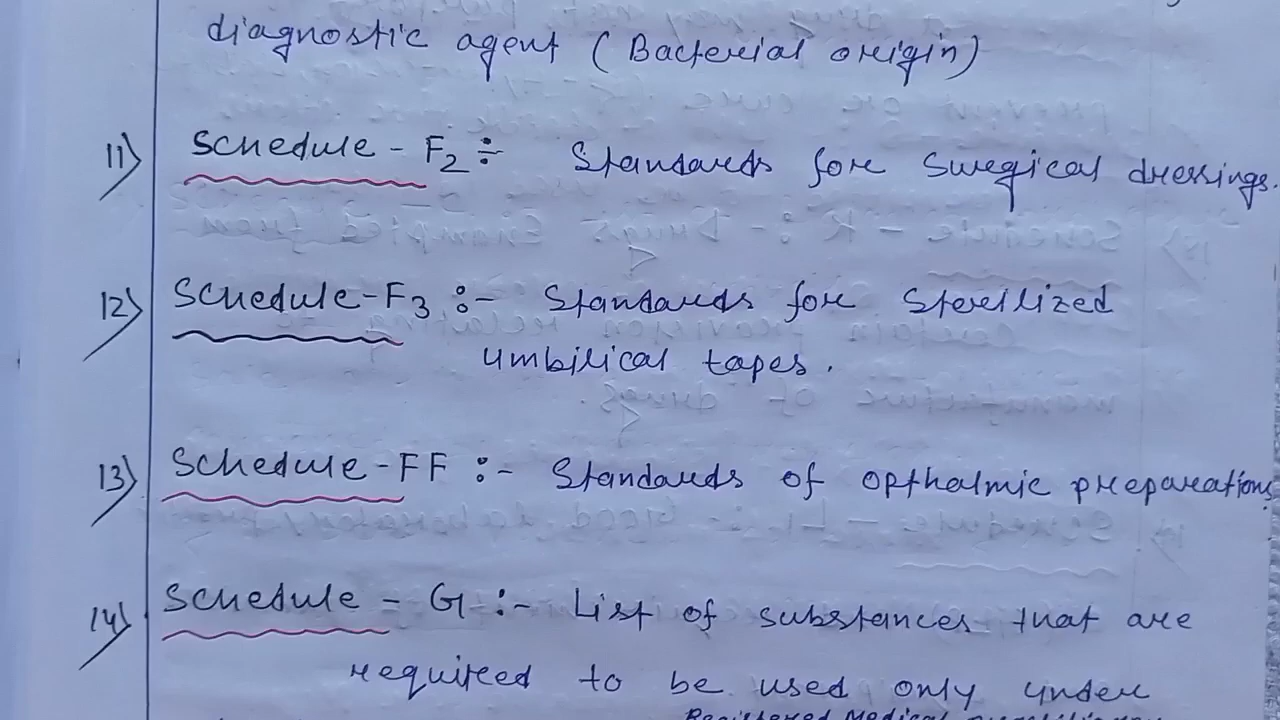 diagnostic agent (Bacterial origin)
11) Schedule - F2 ÷ Standards for Surgical dressings.
12) Schedule-F3 :- Standards for Sterilized
umbilical tapes.
13) Schedule-FF :- Standards of opthalmic preparations
14) Schedule - G :- List of substances that are
required to be used only under
Registered Medical